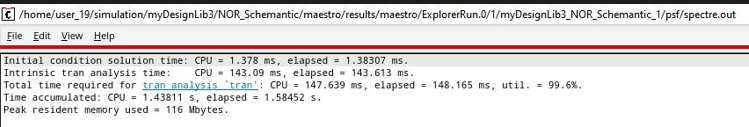 /home/user_19/simulation/myDesignLib3/NOR_Schematic/maestro/results/maestro/ExplorerRun.0/1/myDesignLib3_NOR_Schematic_1/psf/spectre.out
File Edit View Help
Initial condition solution time: CPU = 1.378 ms, elapsed = 1.38307 ms.
Intrinsic tran analysis time:    CPU = 143.09 ms, elapsed = 143.613 ms.
Total time required for tran analysis `tran': CPU = 147.639 ms, elapsed = 148.165 ms, util. = 99.6%.
Time accumulated: CPU = 1.43811 s, elapsed = 1.58452 s.
Peak resident memory used = 116 Mbytes.